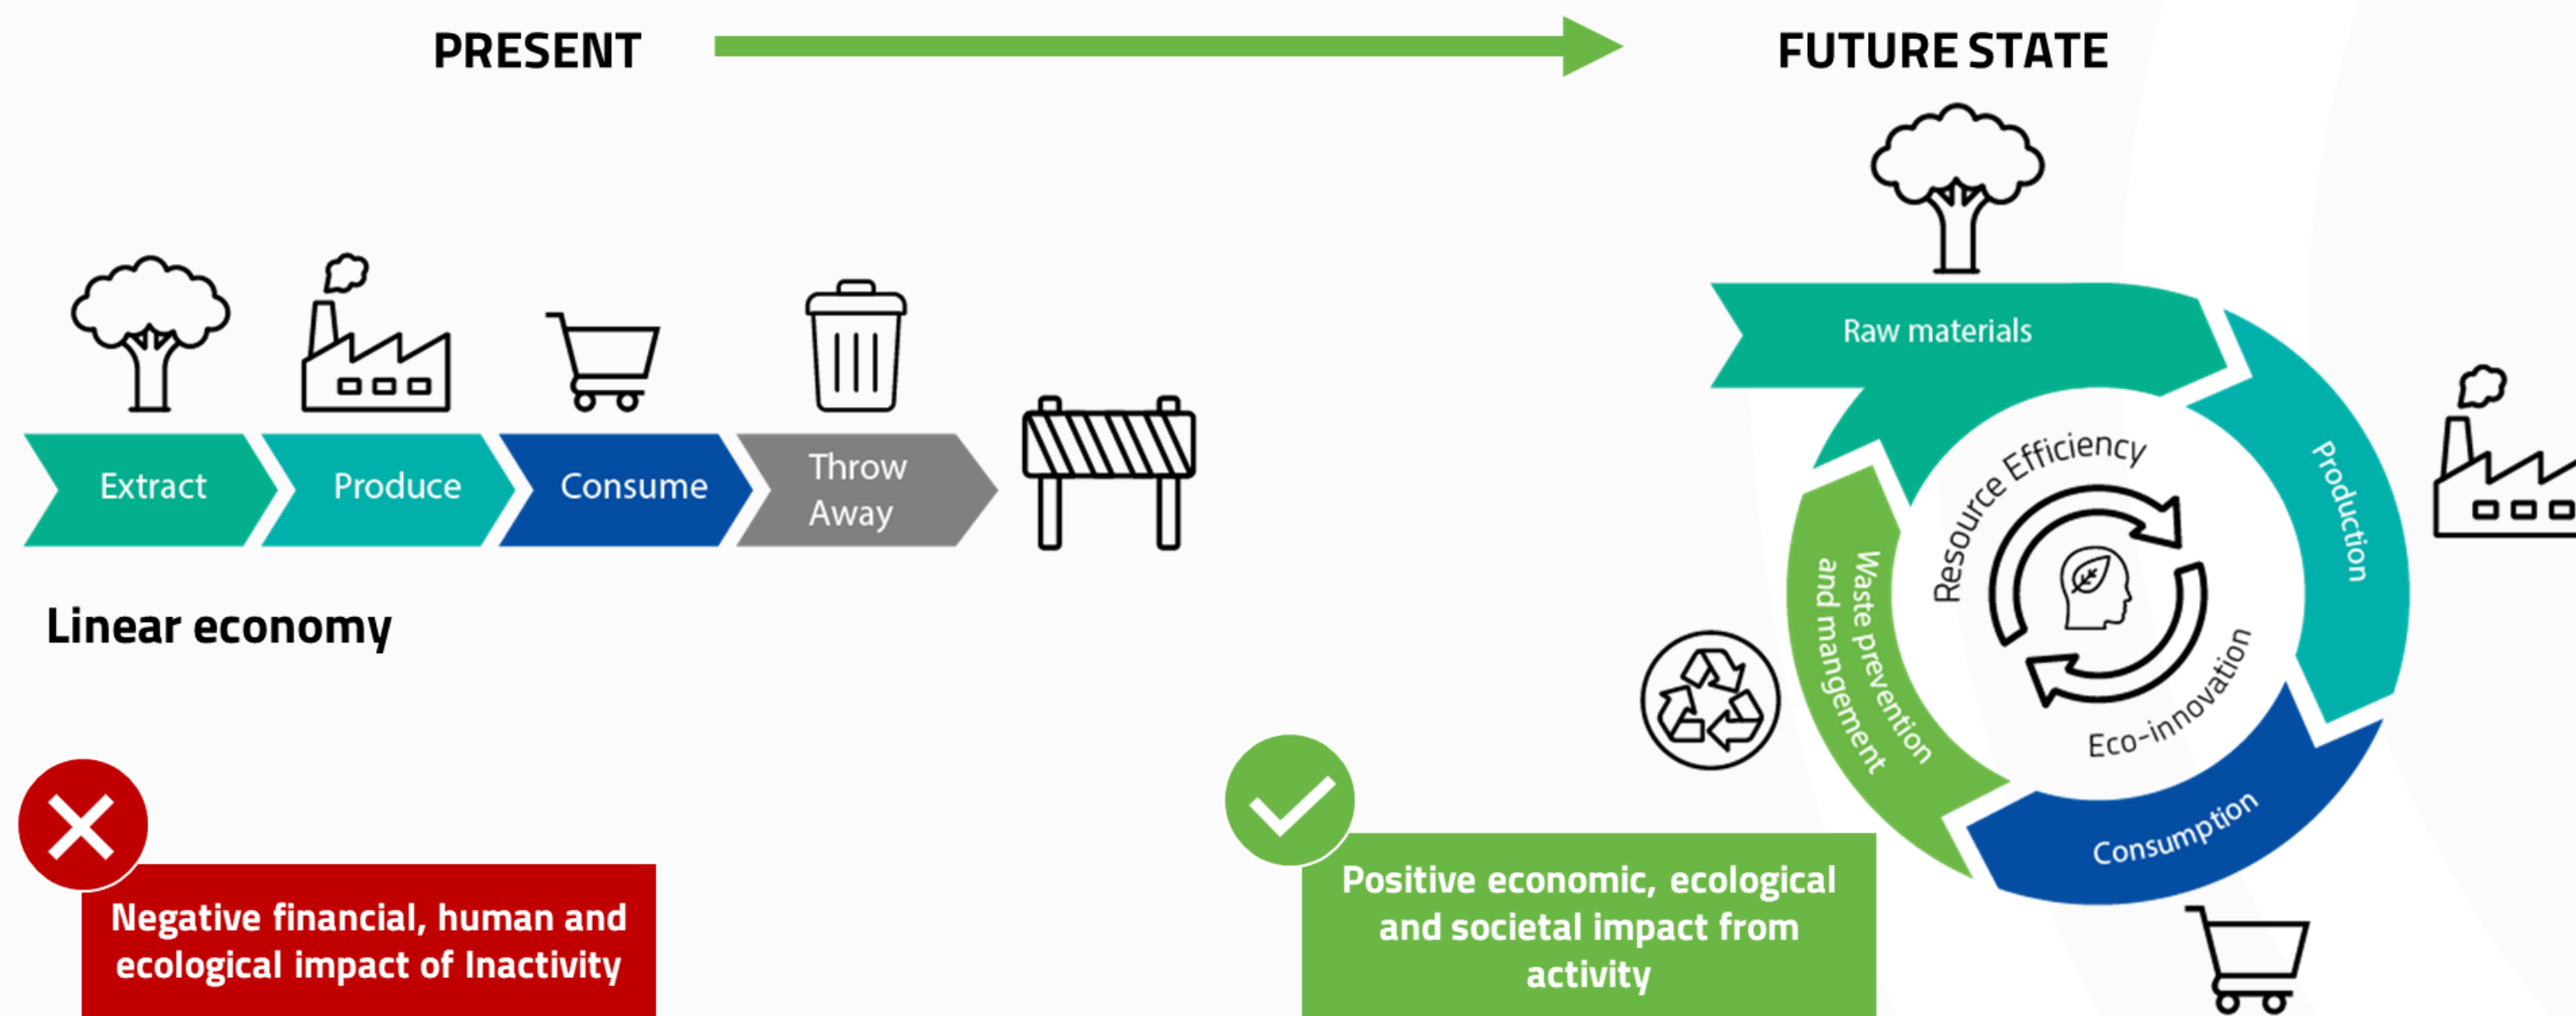 PRESENT
FUTURE STATE
Extract
Produce
Consume
Throw
Away
Linear economy
Negative financial, human and
ecological impact of Inactivity
Positive economic, ecological
and societal impact from
activity
Raw materials
Production
Consumption
Waste prevention
and mangement
Resource Efficiency
Eco-innovation